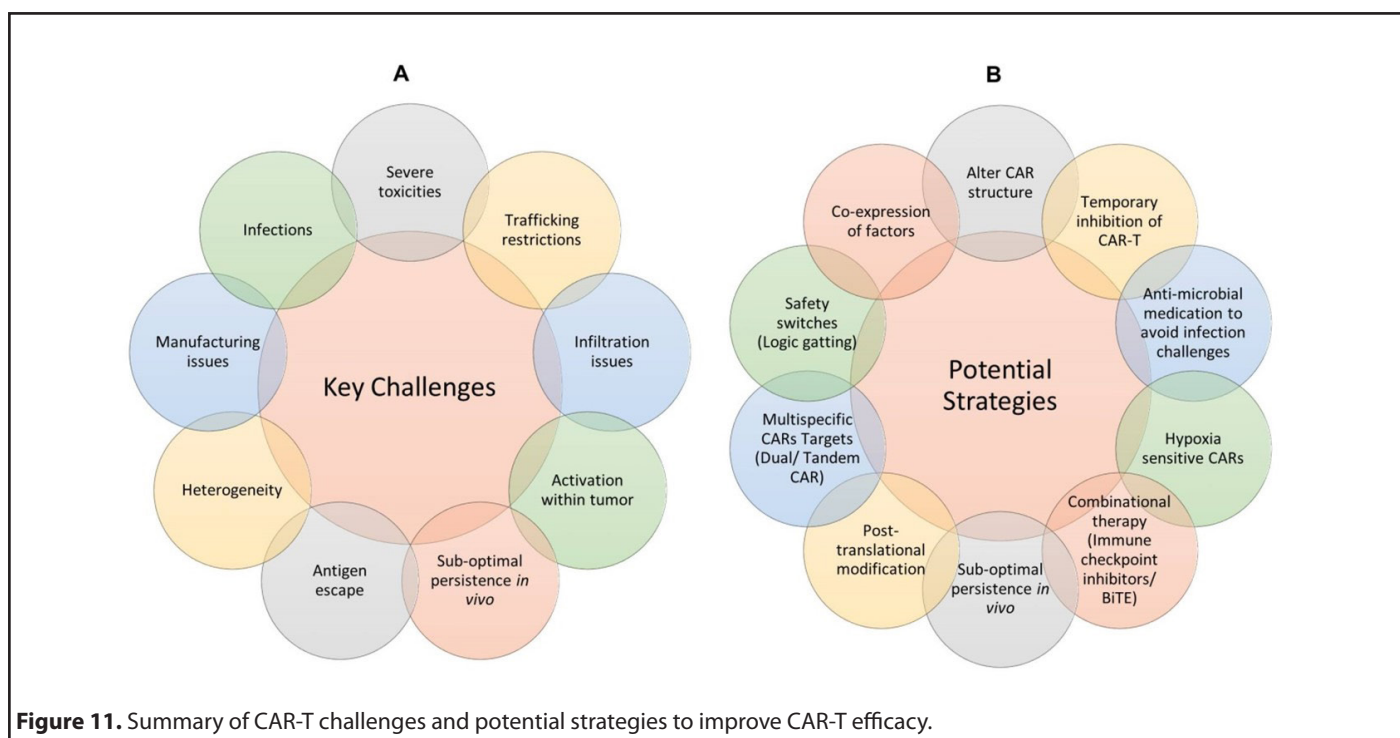 A
Severe
toxicities
Trafficking
restrictions
Infiltration
issues
Activation
within tumor
Sub-optimal
persistence in
vivo
Antigen
escape
Heterogeneity
Manufacturing
issues
Infections
Key Challenges
B
Alter CAR
structure
Temporary
inhibition of
CAR-T
Anti-microbial
medication to
avoid infection
challenges
Hypoxia
sensitive CARs
Combinational
therapy
(Immune
checkpoint
inhibitors/
BiTE)
Sub-optimal
persistence in
vivo
Post-
translational
modification
Multispecific
CARs Targets
(Dual/ Tandem
CAR)
Safety
switches
(Logic gatting)
Co-expression
of factors
Potential
Strategies
Figure 11. Summary of CAR-T challenges and potential strategies to improve CAR-T efficacy.